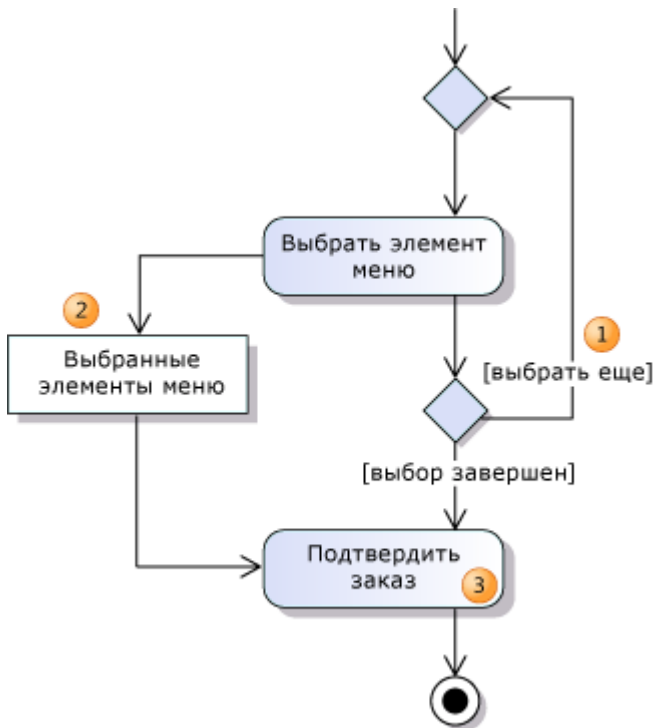 Выбрать элемент
меню
2
1
Выбранные
элементы меню
[выбрать еще]
[выбор завершен]
Подтвердить
заказ
3